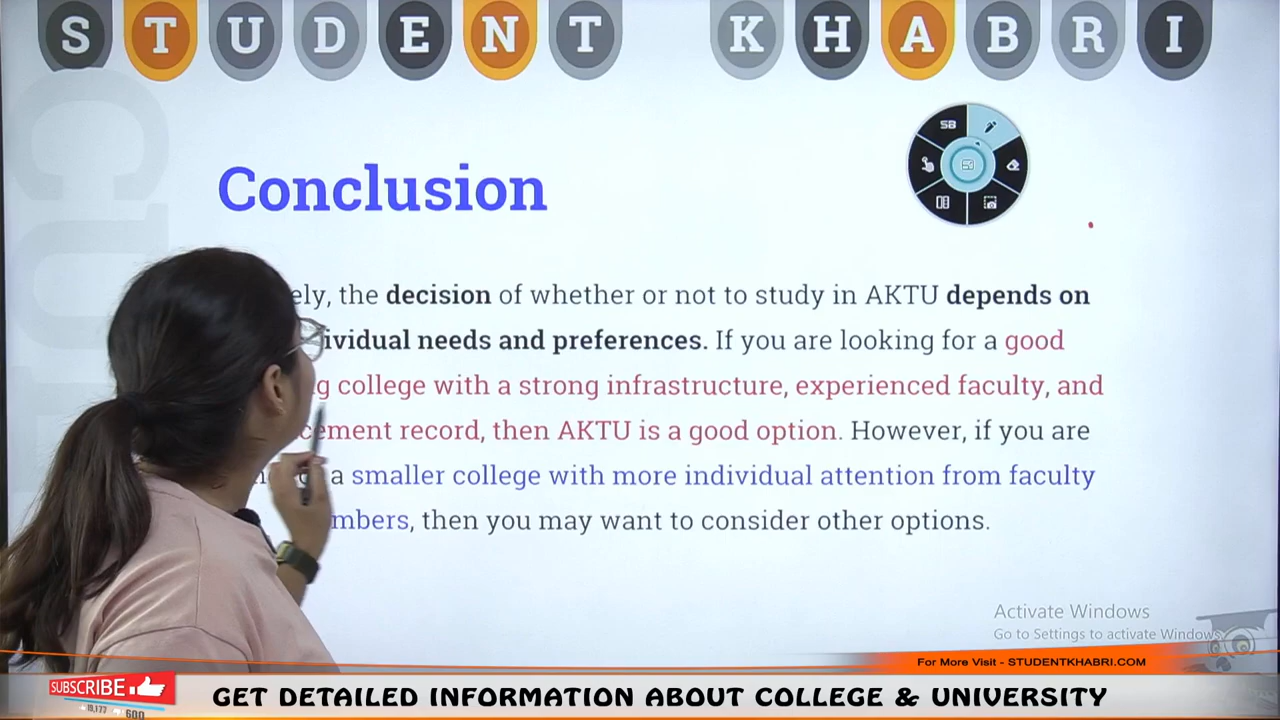 STUDENT KHABRI
SB
Conclusion
ely, the decision of whether or not to study in AKTU depends on
ividual needs and preferences. If you are looking for a good
g college with a strong infrastructure, experienced faculty, and
cement record, then AKTU is a good option. However, if you are
a smaller college with more individual attention from faculty
mbers, then you may want to consider other options.
Activate Windows
Go to Settings to activate Windows
For More Visit - STUDENTKHABRI.COM
SUBSCRIBE
GET DETAILED INFORMATION ABOUT COLLEGE & UNIVERSITY
19,177
600